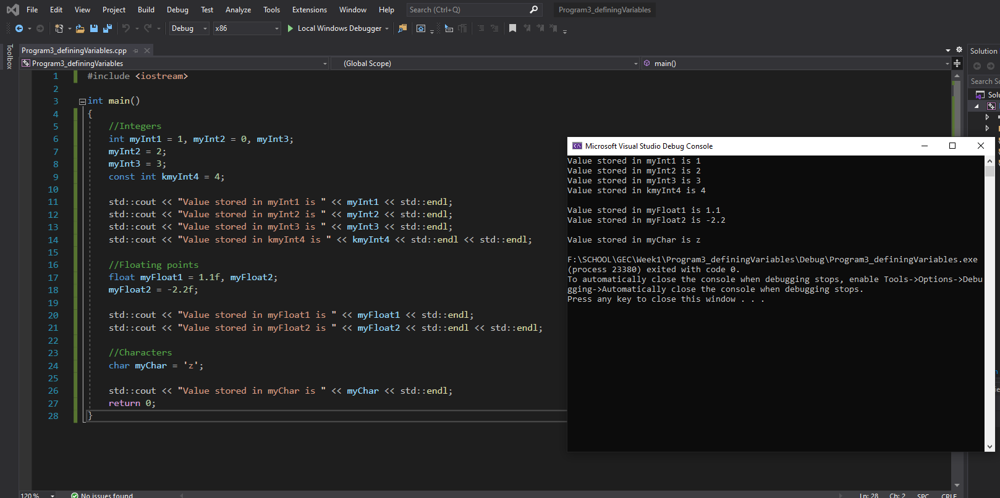 File Edit View Project Build Debug Test Analyze Tools Extensions Window Help Search (Ctrl+Q) Program3_definingVariables
Debug x86 Local Windows Debugger
Toolbox
Program3_definingVariables.cpp
Solution
Program3_definingVariables (Global Scope) main()
Search
1 #include <iostream>
2
3 int main()
4 {
5 //Integers
6 int myInt1 = 1, myInt2 = 0, myInt3;
7 myInt2 = 2;
8 myInt3 = 3;
9 const int kmyInt4 = 4;
10
11 std::cout << "Value stored in myInt1 is " << myInt1 << std::endl;
12 std::cout << "Value stored in myInt2 is " << myInt2 << std::endl;
13 std::cout << "Value stored in myInt3 is " << myInt3 << std::endl;
14 std::cout << "Value stored in kmyInt4 is " << kmyInt4 << std::endl << std::endl;
15
16 //Floating points
17 float myFloat1 = 1.1f, myFloat2;
18 myFloat2 = -2.2f;
19
20 std::cout << "Value stored in myFloat1 is " << myFloat1 << std::endl;
21 std::cout << "Value stored in myFloat2 is " << myFloat2 << std::endl << std::endl;
22
23 //Characters
24 char myChar = 'z';
25
26 std::cout << "Value stored in myChar is " << myChar << std::endl;
27 return 0;
28 }
Microsoft Visual Studio Debug Console
Value stored in myInt1 is 1
Value stored in myInt2 is 2
Value stored in myInt3 is 3
Value stored in kmyInt4 is 4
Value stored in myFloat1 is 1.1
Value stored in myFloat2 is -2.2
Value stored in myChar is z
F:\SCHOOL\GEC\Week1\Program3_definingVariables\Debug\Program3_definingVariables.exe
(process 23380) exited with code 0.
To automatically close the console when debugging stops, enable Tools->Options->Debu
gging->Automatically close the console when debugging stops.
Press any key to close this window . . .
120 % No issues found Ln: 28 Ch: 2 SPC CRLF